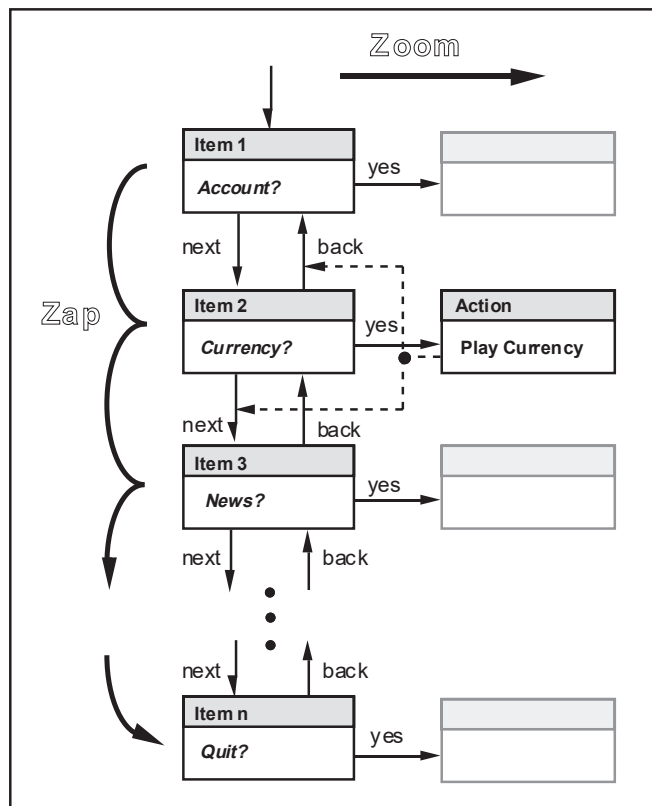 Zoom
Item 1
Account?
yes
next
back
Zap
Item 2
Currency?
yes
Action
Play Currency
next
back
Item 3
News?
yes
next
back
next
back
Item n
Quit?
yes